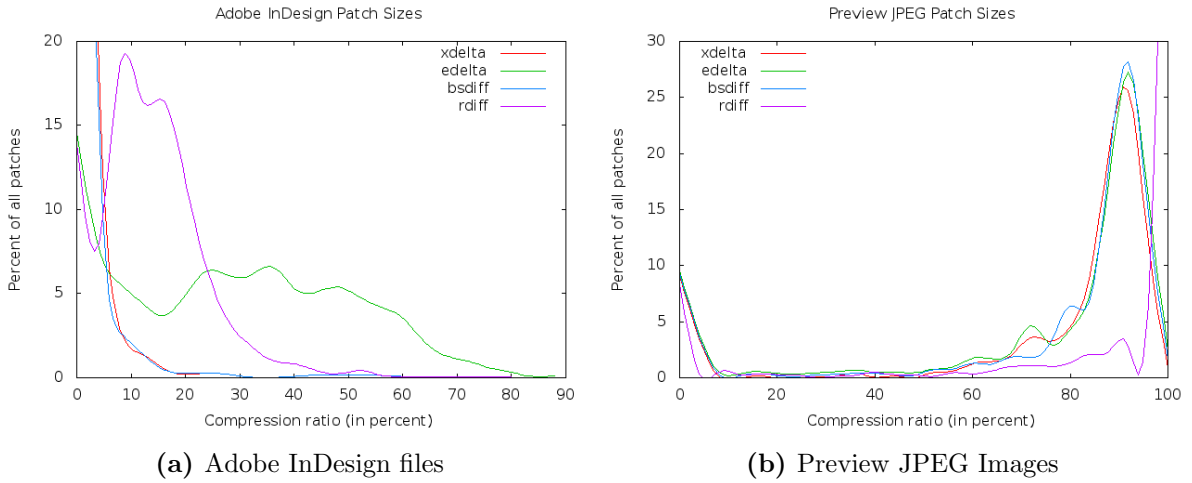 Adobe InDesign Patch Sizes
Percent of all patches
20
15
10
5
0
xdelta
edelta
bsdiff
rdiff
0 10 20 30 40 50 60 70 80 90
Compression ratio (in percent)
(a) Adobe InDesign files
Preview JPEG Patch Sizes
Percent of all patches
30
25
20
15
10
5
0
xdelta
edelta
bsdiff
rdiff
0 20 40 60 80 100
Compression ratio (in percent)
(b) Preview JPEG Images